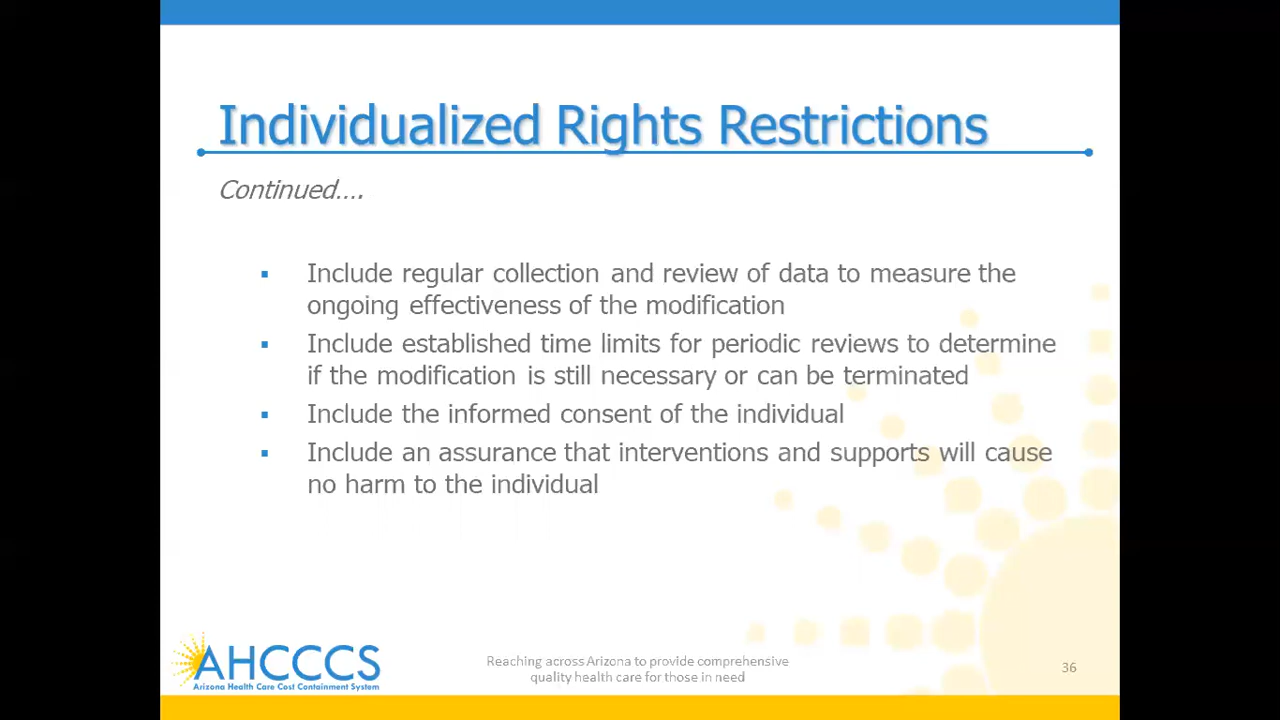 Individualized Rights Restrictions
Continued....
▪ Include regular collection and review of data to measure the
ongoing effectiveness of the modification
▪ Include established time limits for periodic reviews to determine
if the modification is still necessary or can be terminated
▪ Include the informed consent of the individual
▪ Include an assurance that interventions and supports will cause
no harm to the individual
AHCCCS
Arizona Health Care Cost Containment System
Reaching across Arizona to provide comprehensive
quality health care for those in need
36